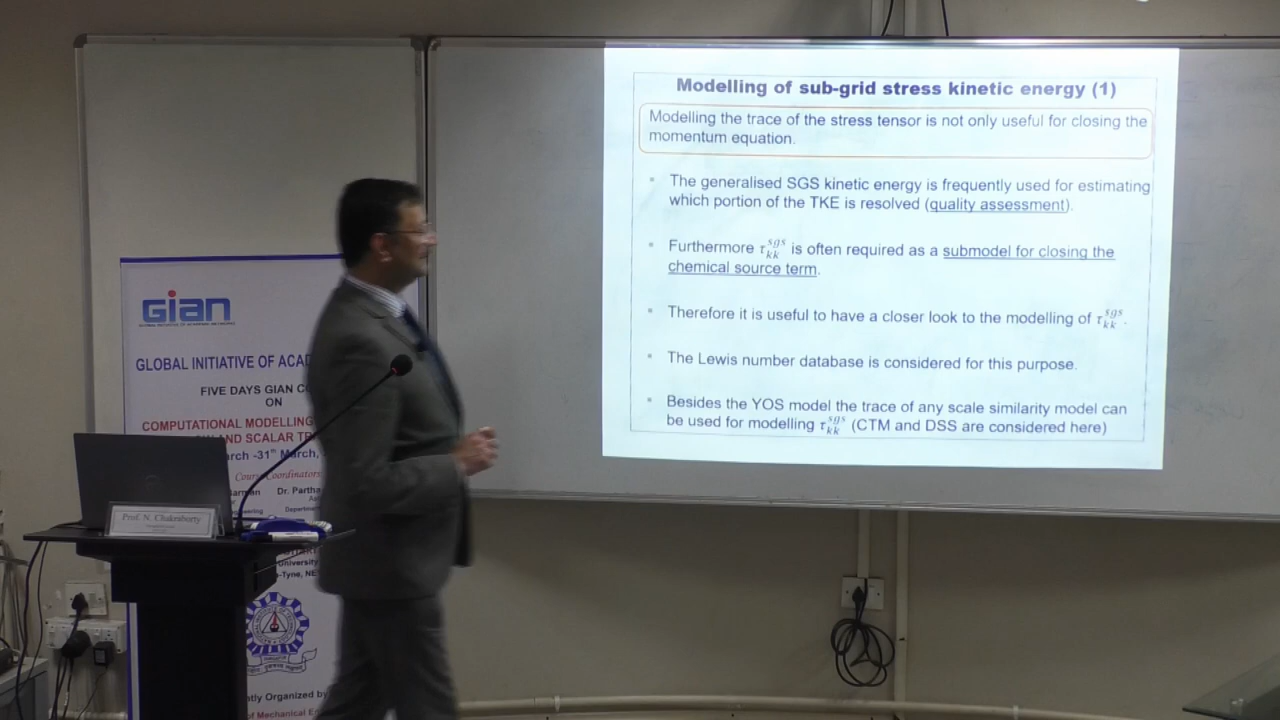 Modelling of sub-grid stress kinetic energy (1)
Modelling the trace of the stress tensor is not only useful for closing the
momentum equation.
The generalised SGS kinetic energy is frequently used for estimating
which portion of the TKE is resolved (quality assessment).
Furthermore τ_kk^sgs is often required as a submodel for closing the
chemical source term.
Therefore it is useful to have a closer look to the modelling of τ_kk^sgs.
The Lewis number database is considered for this purpose.
Besides the YOS model the trace of any scale similarity model can
be used for modelling τ_kk^sgs (CTM and DSS are considered here)
Gian
GLOBAL INITIATIVE OF ACAD
FIVE DAYS GIAN CO
ON
COMPUTATIONAL MODELLING
AND SCALAR TR
arch -31st March,
Course Coordinators
Dr. Partha
Department
Prof. N. Chakraborty
University
-Tyne, NE
ntly Organized by
f Mechanical En